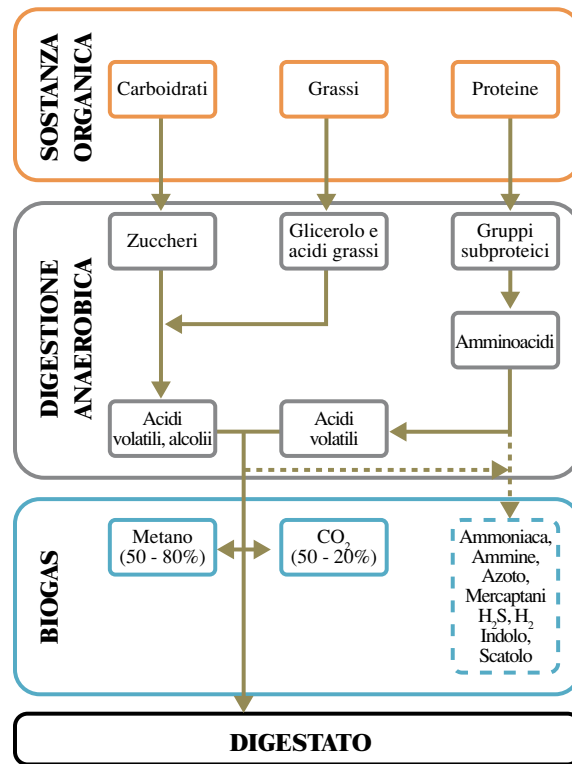 SOSTANZA
ORGANICA
Carboidrati
Grassi
Proteine
DIGESTIONE
ANAEROBICA
Zuccheri
Glicerolo e
acidi grassi
Gruppi
subproteici
Amminoacidi
Acidi
volatili, alcolii
Acidi
volatili
BIOGAS
Metano
(50 - 80%)
CO₂
(50 - 20%)
Ammoniaca,
Ammine,
Azoto,
Mercaptani
H₂S, H₂
Indolo,
Scatolo
DIGESTATO